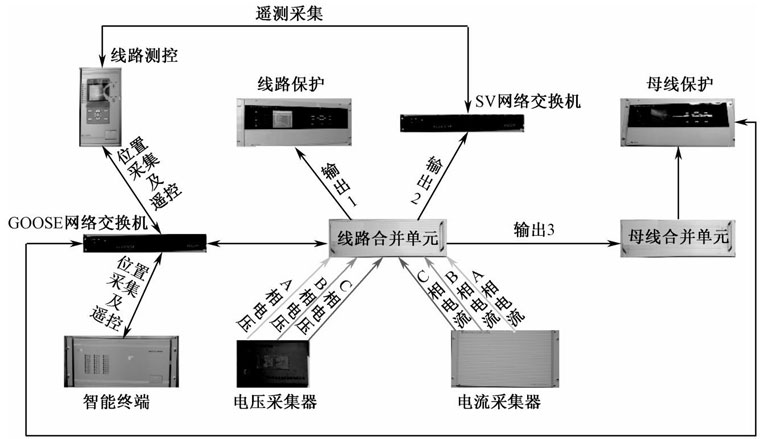 遥测采集
线路测控
线路保护
SV网络交换机
母线保护
位置
采集
及
遥控
输出1
输出2
GOOSE网络交换机
线路合并单元
输出3
母线合并单元
位置
采集
及
遥控
A相电压
B相电压
C相电压
C相电流
B相电流
A相电流
智能终端
电压采集器
电流采集器